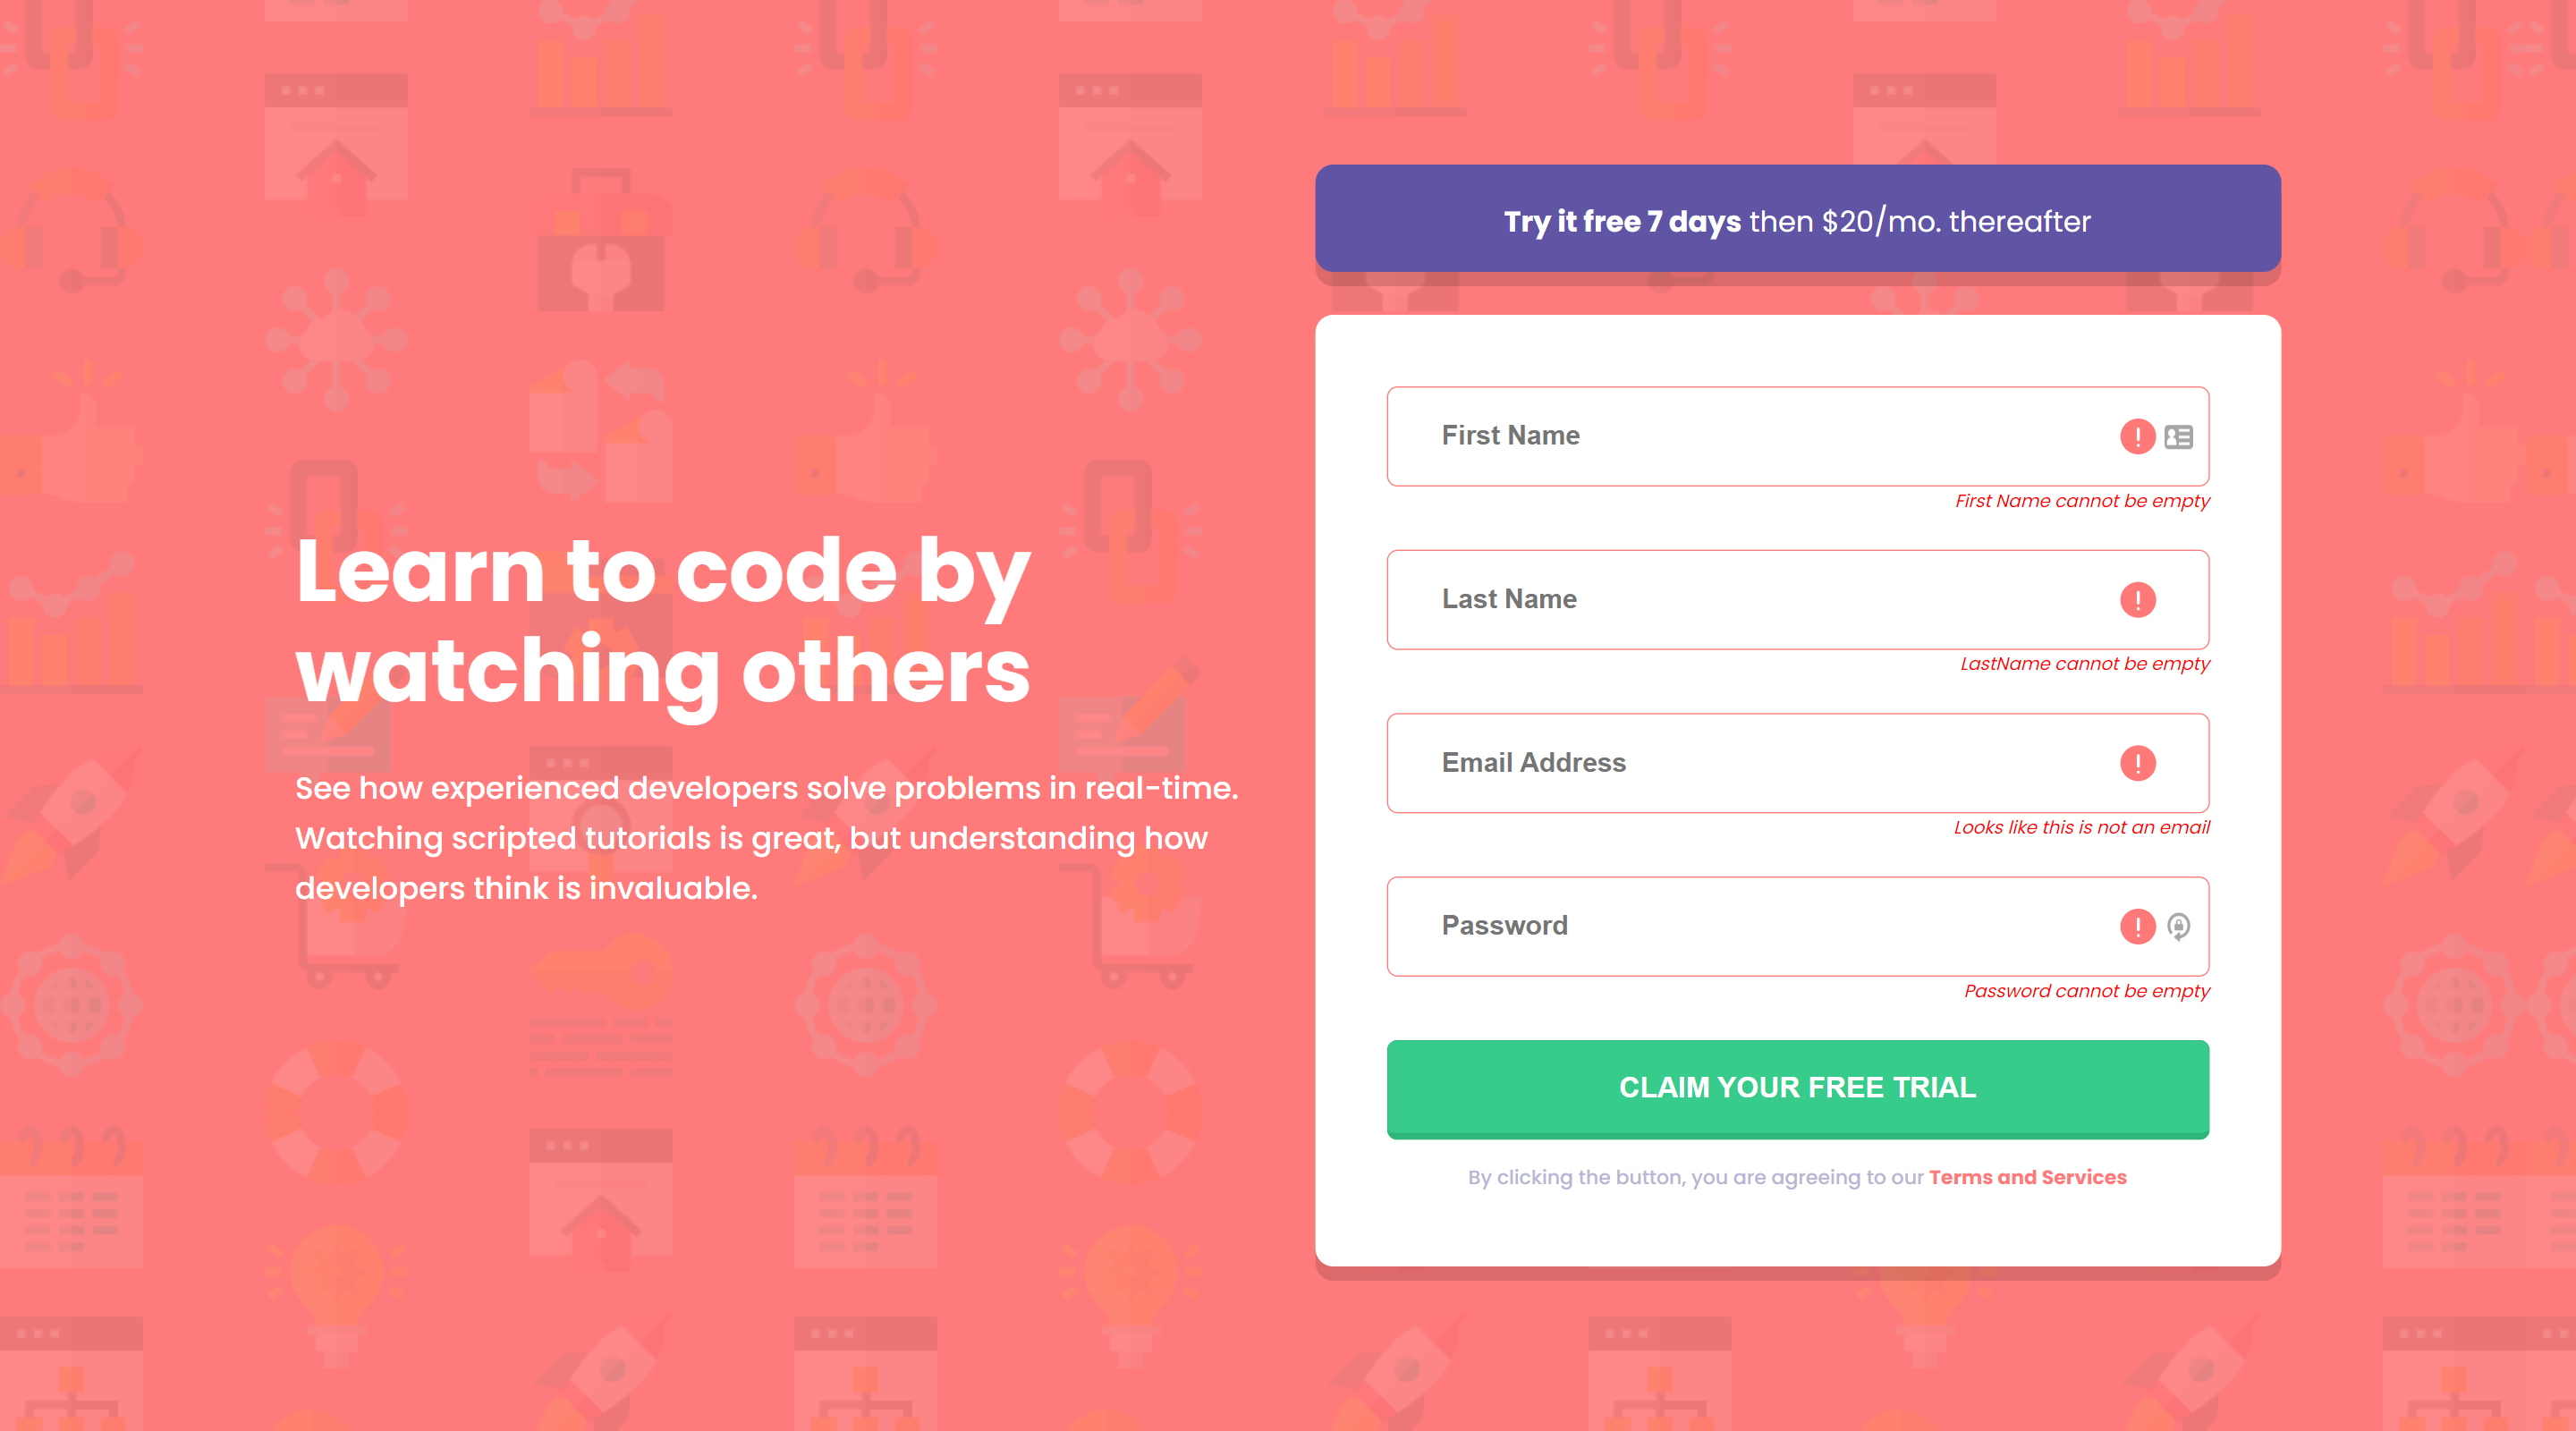 Learn to code by
watching others
See how experienced developers solve problems in real-time.
Watching scripted tutorials is great, but understanding how
developers think is invaluable.
Try it free 7 days then $20/mo. thereafter
First Name
First Name cannot be empty
Last Name
LastName cannot be empty
Email Address
Looks like this is not an email
Password
Password cannot be empty
CLAIM YOUR FREE TRIAL
By clicking the button, you are agreeing to our Terms and Services